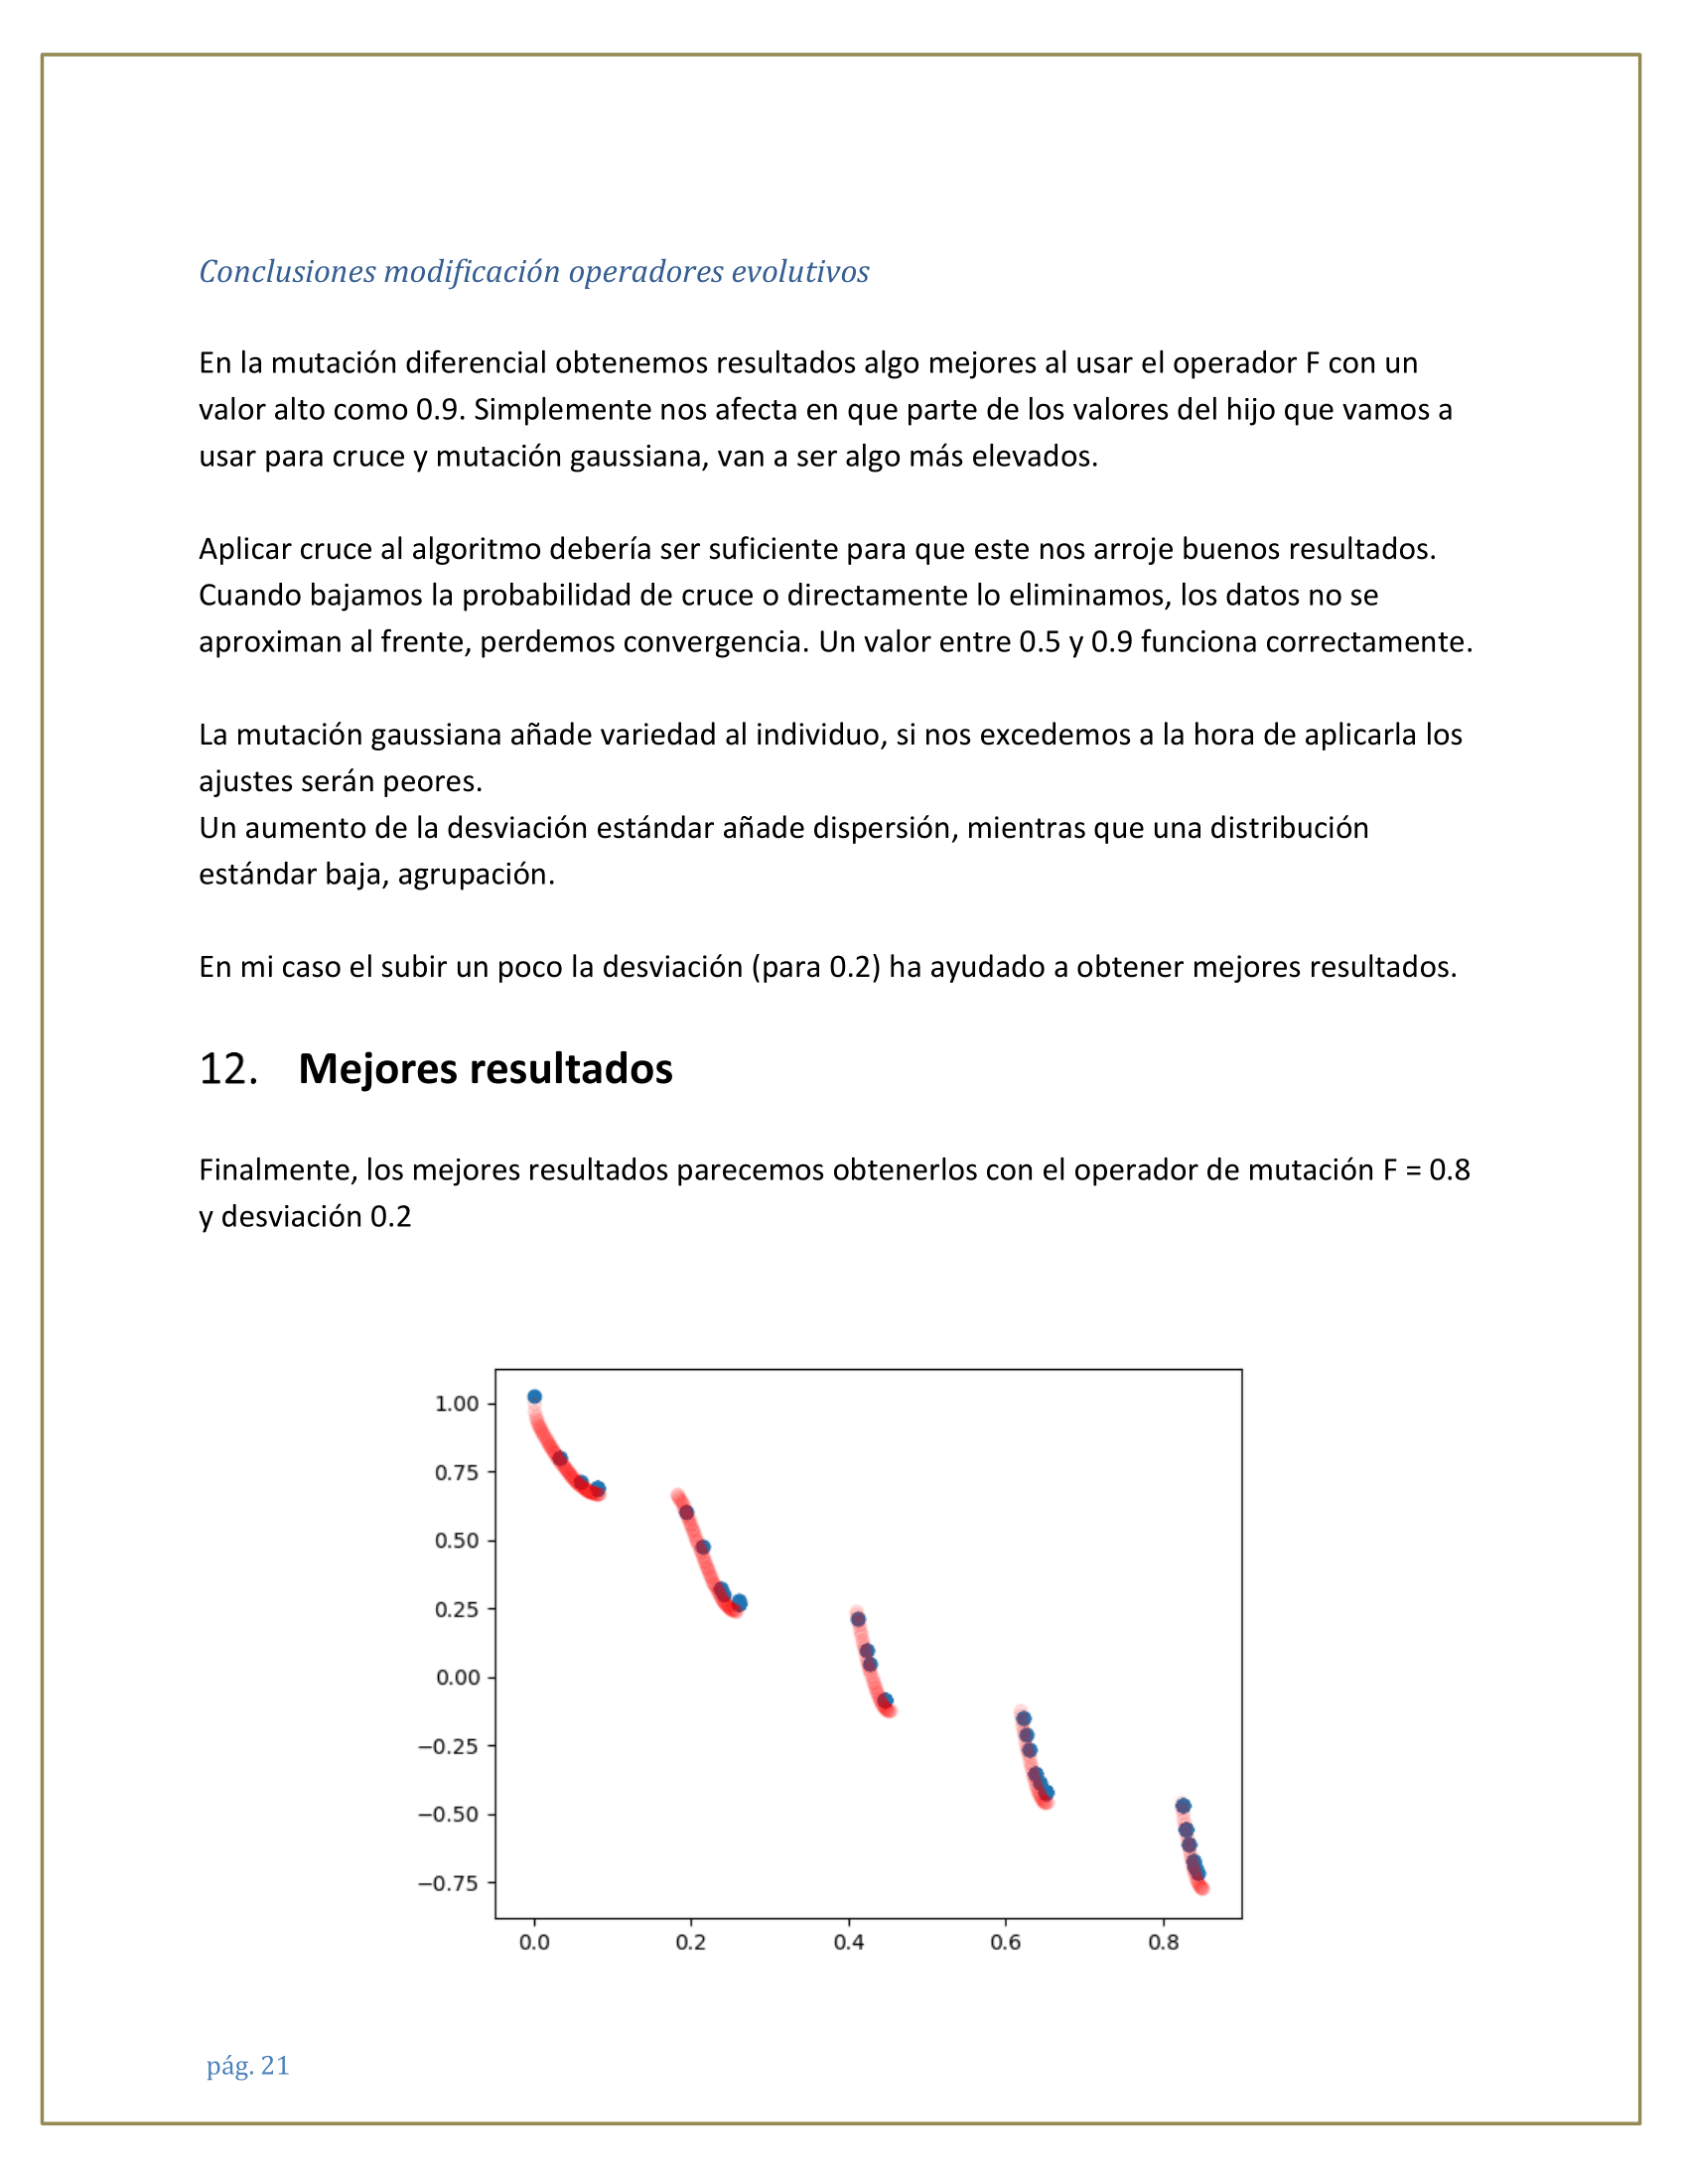 Conclusiones modificación operadores evolutivos
En la mutación diferencial obtenemos resultados algo mejores al usar el operador F con un
valor alto como 0.9. Simplemente nos afecta en que parte de los valores del hijo que vamos a
usar para cruce y mutación gaussiana, van a ser algo más elevados.
Aplicar cruce al algoritmo debería ser suficiente para que este nos arroje buenos resultados.
Cuando bajamos la probabilidad de cruce o directamente lo eliminamos, los datos no se
aproximan al frente, perdemos convergencia. Un valor entre 0.5 y 0.9 funciona correctamente.
La mutación gaussiana añade variedad al individuo, si nos excedemos a la hora de aplicarla los
ajustes serán peores.
Un aumento de la desviación estándar añade dispersión, mientras que una distribución
estándar baja, agrupación.
En mi caso el subir un poco la desviación (para 0.2) ha ayudado a obtener mejores resultados.
12. Mejores resultados
Finalmente, los mejores resultados parecemos obtenerlos con el operador de mutación F = 0.8
y desviación 0.2
1.00
0.75
0.50
0.25
0.00
−0.25
−0.50
−0.75
0.0 0.2 0.4 0.6 0.8
pág. 21